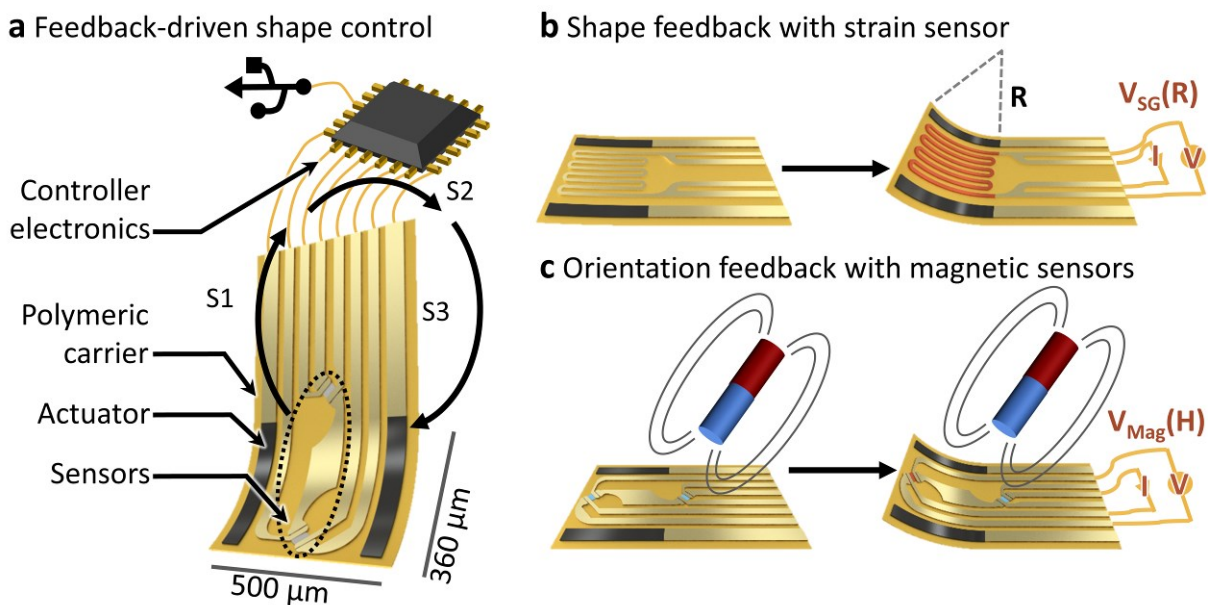 a Feedback-driven shape control
Controller
electronics
S2
S1
S3
Polymeric
carrier
Actuator
Sensors
360 µm
500 µm
b Shape feedback with strain sensor
R
V_SG(R)
I
V
c Orientation feedback with magnetic sensors
V_Mag(H)
I
V